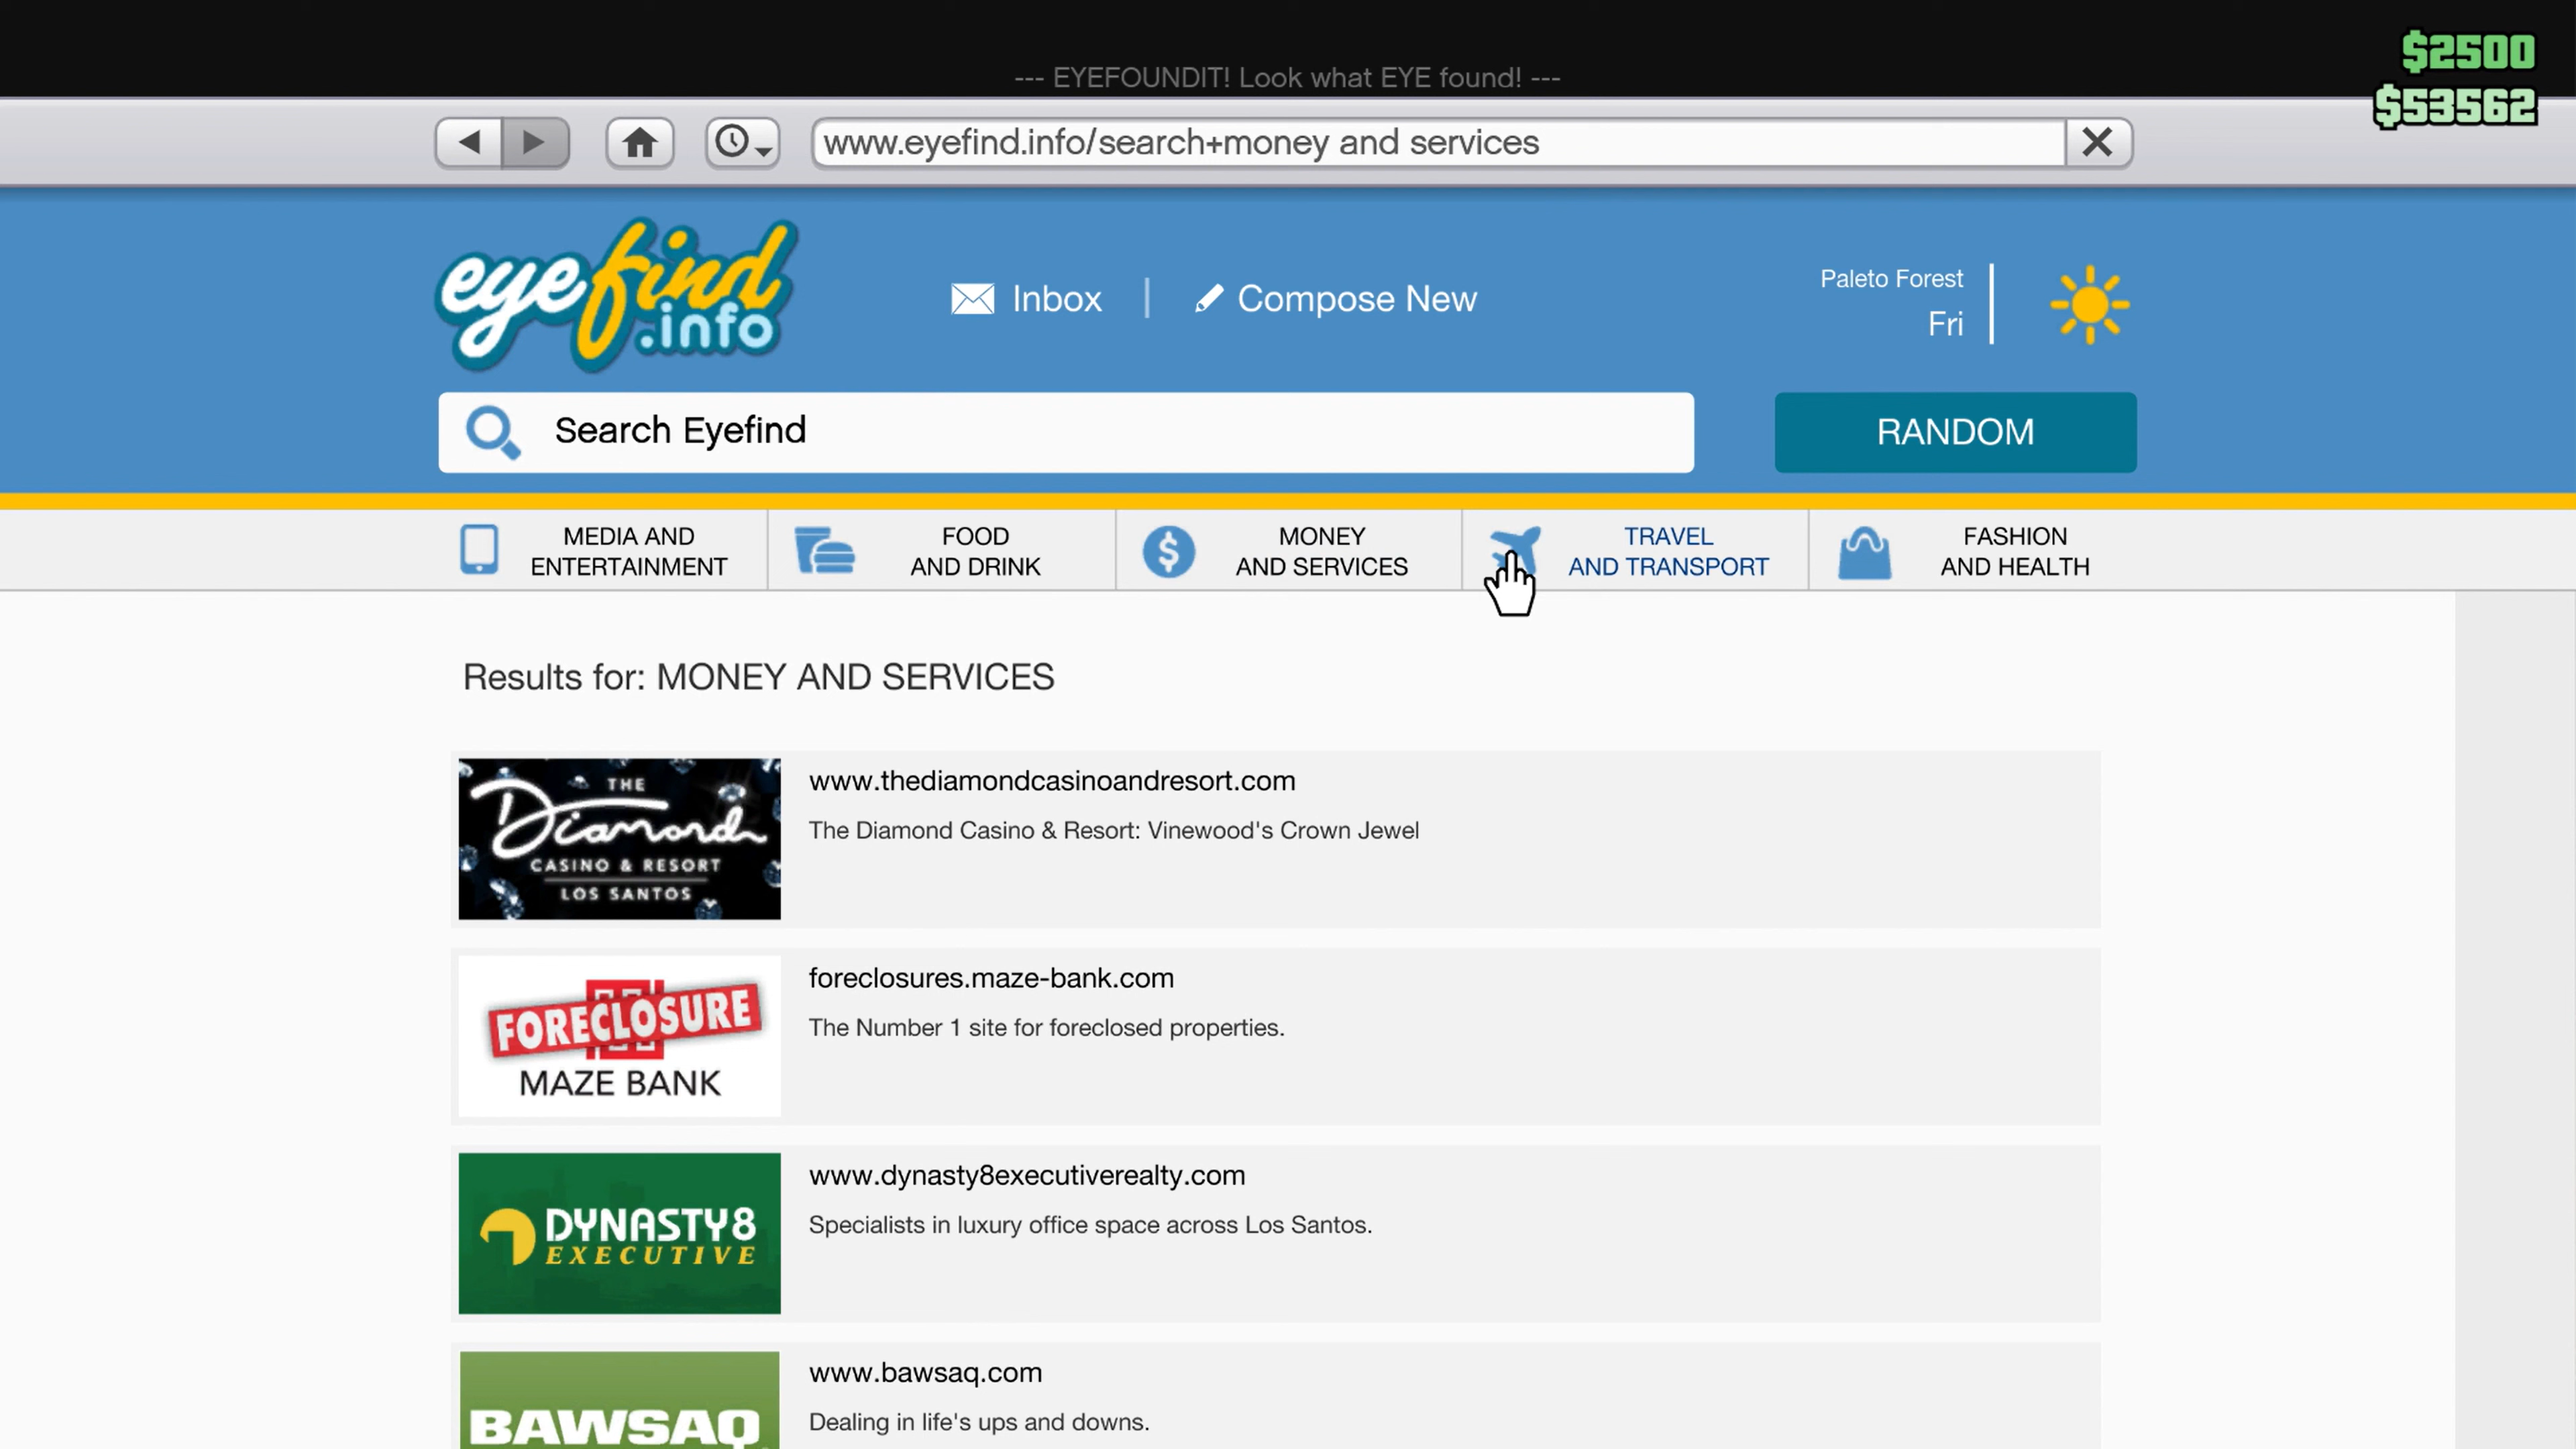 $2500
--- EYEFOUNDIT! Look what EYE found! ---
$53562
www.eyefind.info/search+money and services
eyefind
.info
Inbox
Compose New
Paleto Forest
Fri
Search Eyefind
RANDOM
MEDIA AND
ENTERTAINMENT
FOOD
AND DRINK
MONEY
AND SERVICES
TRAVEL
AND TRANSPORT
FASHION
AND HEALTH
Results for: MONEY AND SERVICES
THE
Diamond
CASINO & RESORT
LOS SANTOS
www.thediamondcasinoandresort.com
The Diamond Casino & Resort: Vinewood's Crown Jewel
FORECLOSURE
MAZE BANK
foreclosures.maze-bank.com
The Number 1 site for foreclosed properties.
DYNASTY8
EXECUTIVE
www.dynasty8executiverealty.com
Specialists in luxury office space across Los Santos.
BAWSAQ
www.bawsaq.com
Dealing in life's ups and downs.